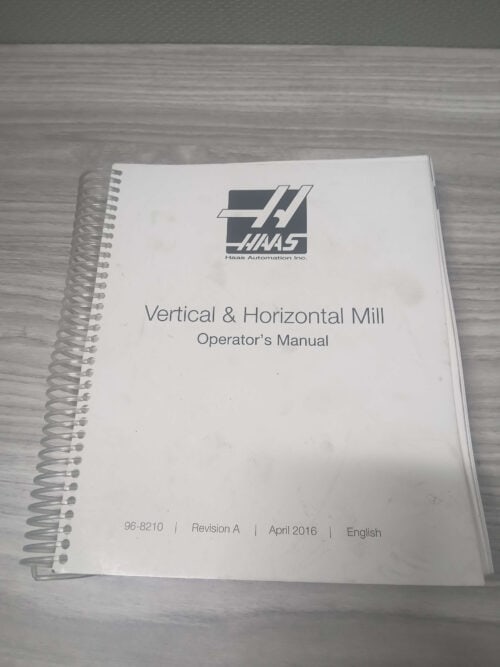 HAAS
Haas Automation Inc.
Vertical & Horizontal Mill
Operator's Manual
96-8210 | Revision A | April 2016 | English